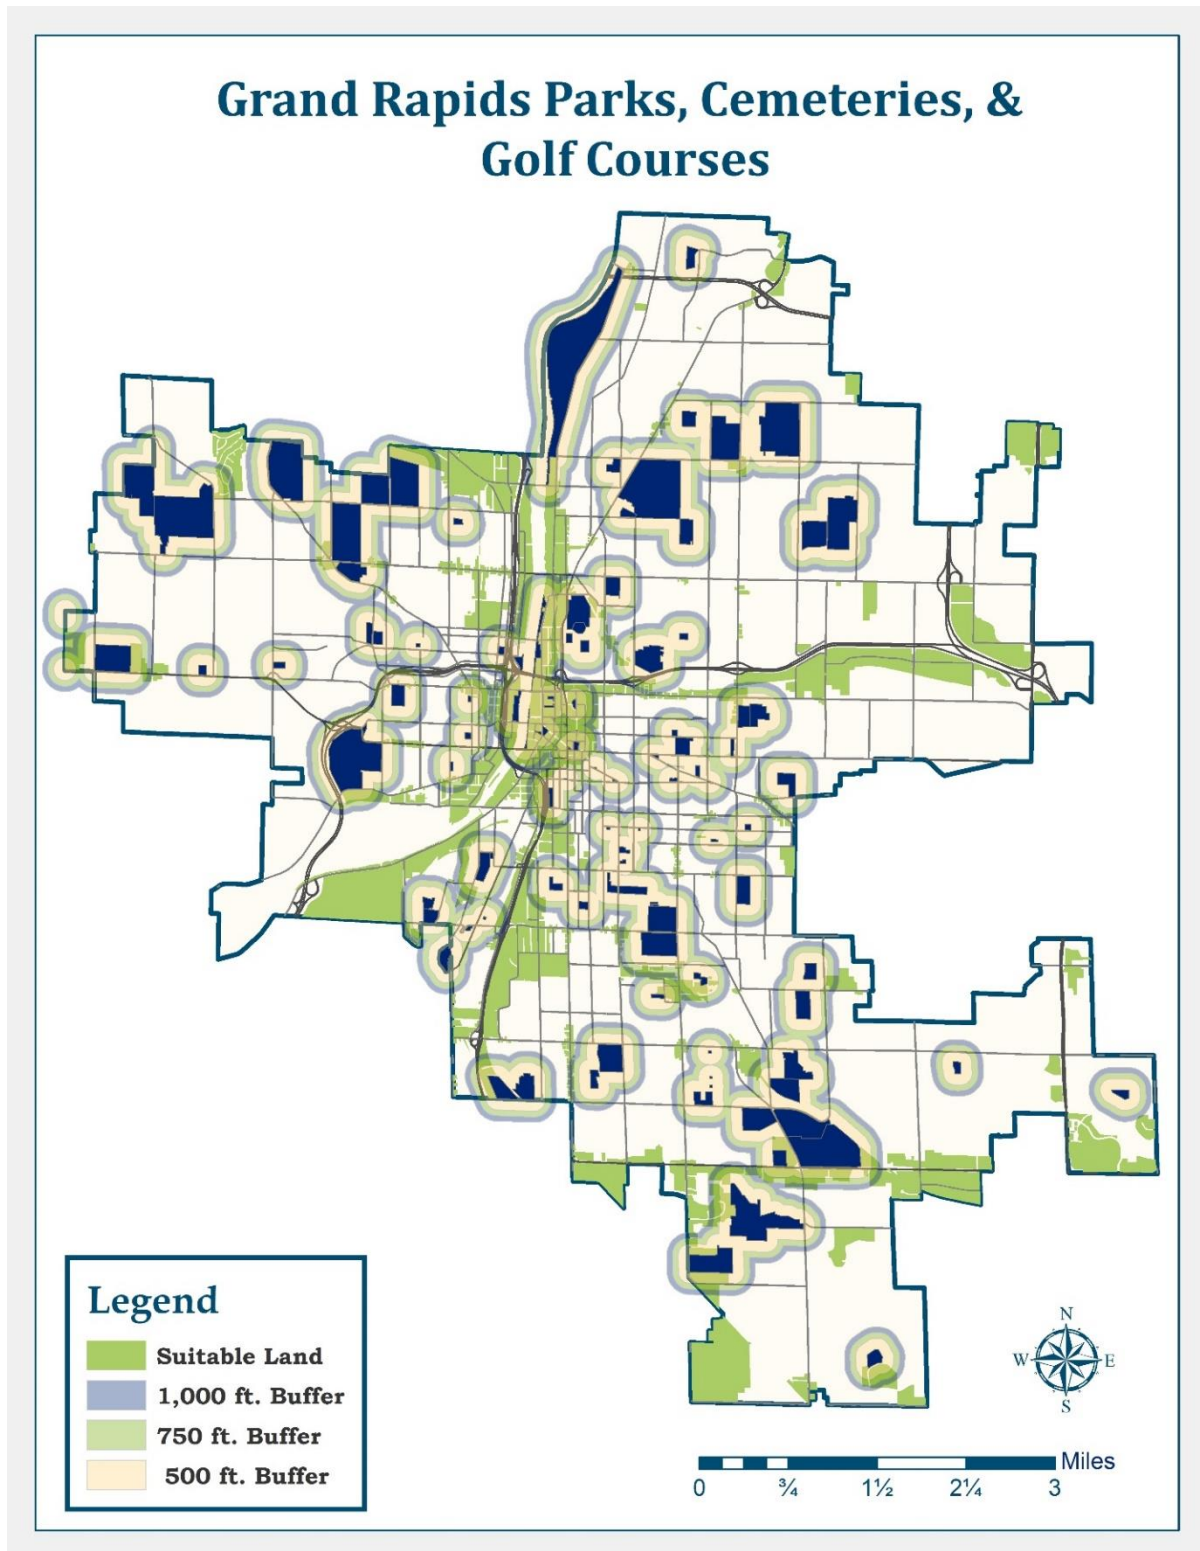 Grand Rapids Parks, Cemeteries, &
Golf Courses
Legend
Suitable Land
1,000 ft. Buffer
750 ft. Buffer
500 ft. Buffer
N
W E
S
Miles
0 ¾ 1½ 2¼ 3